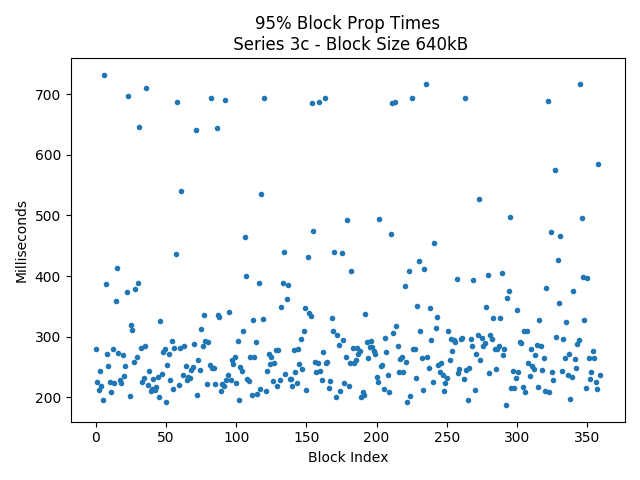 95% Block Prop Times
Series 3c - Block Size 640kB
700
600
500
400
300
200
Milliseconds
0 50 100 150 200 250 300 350
Block Index